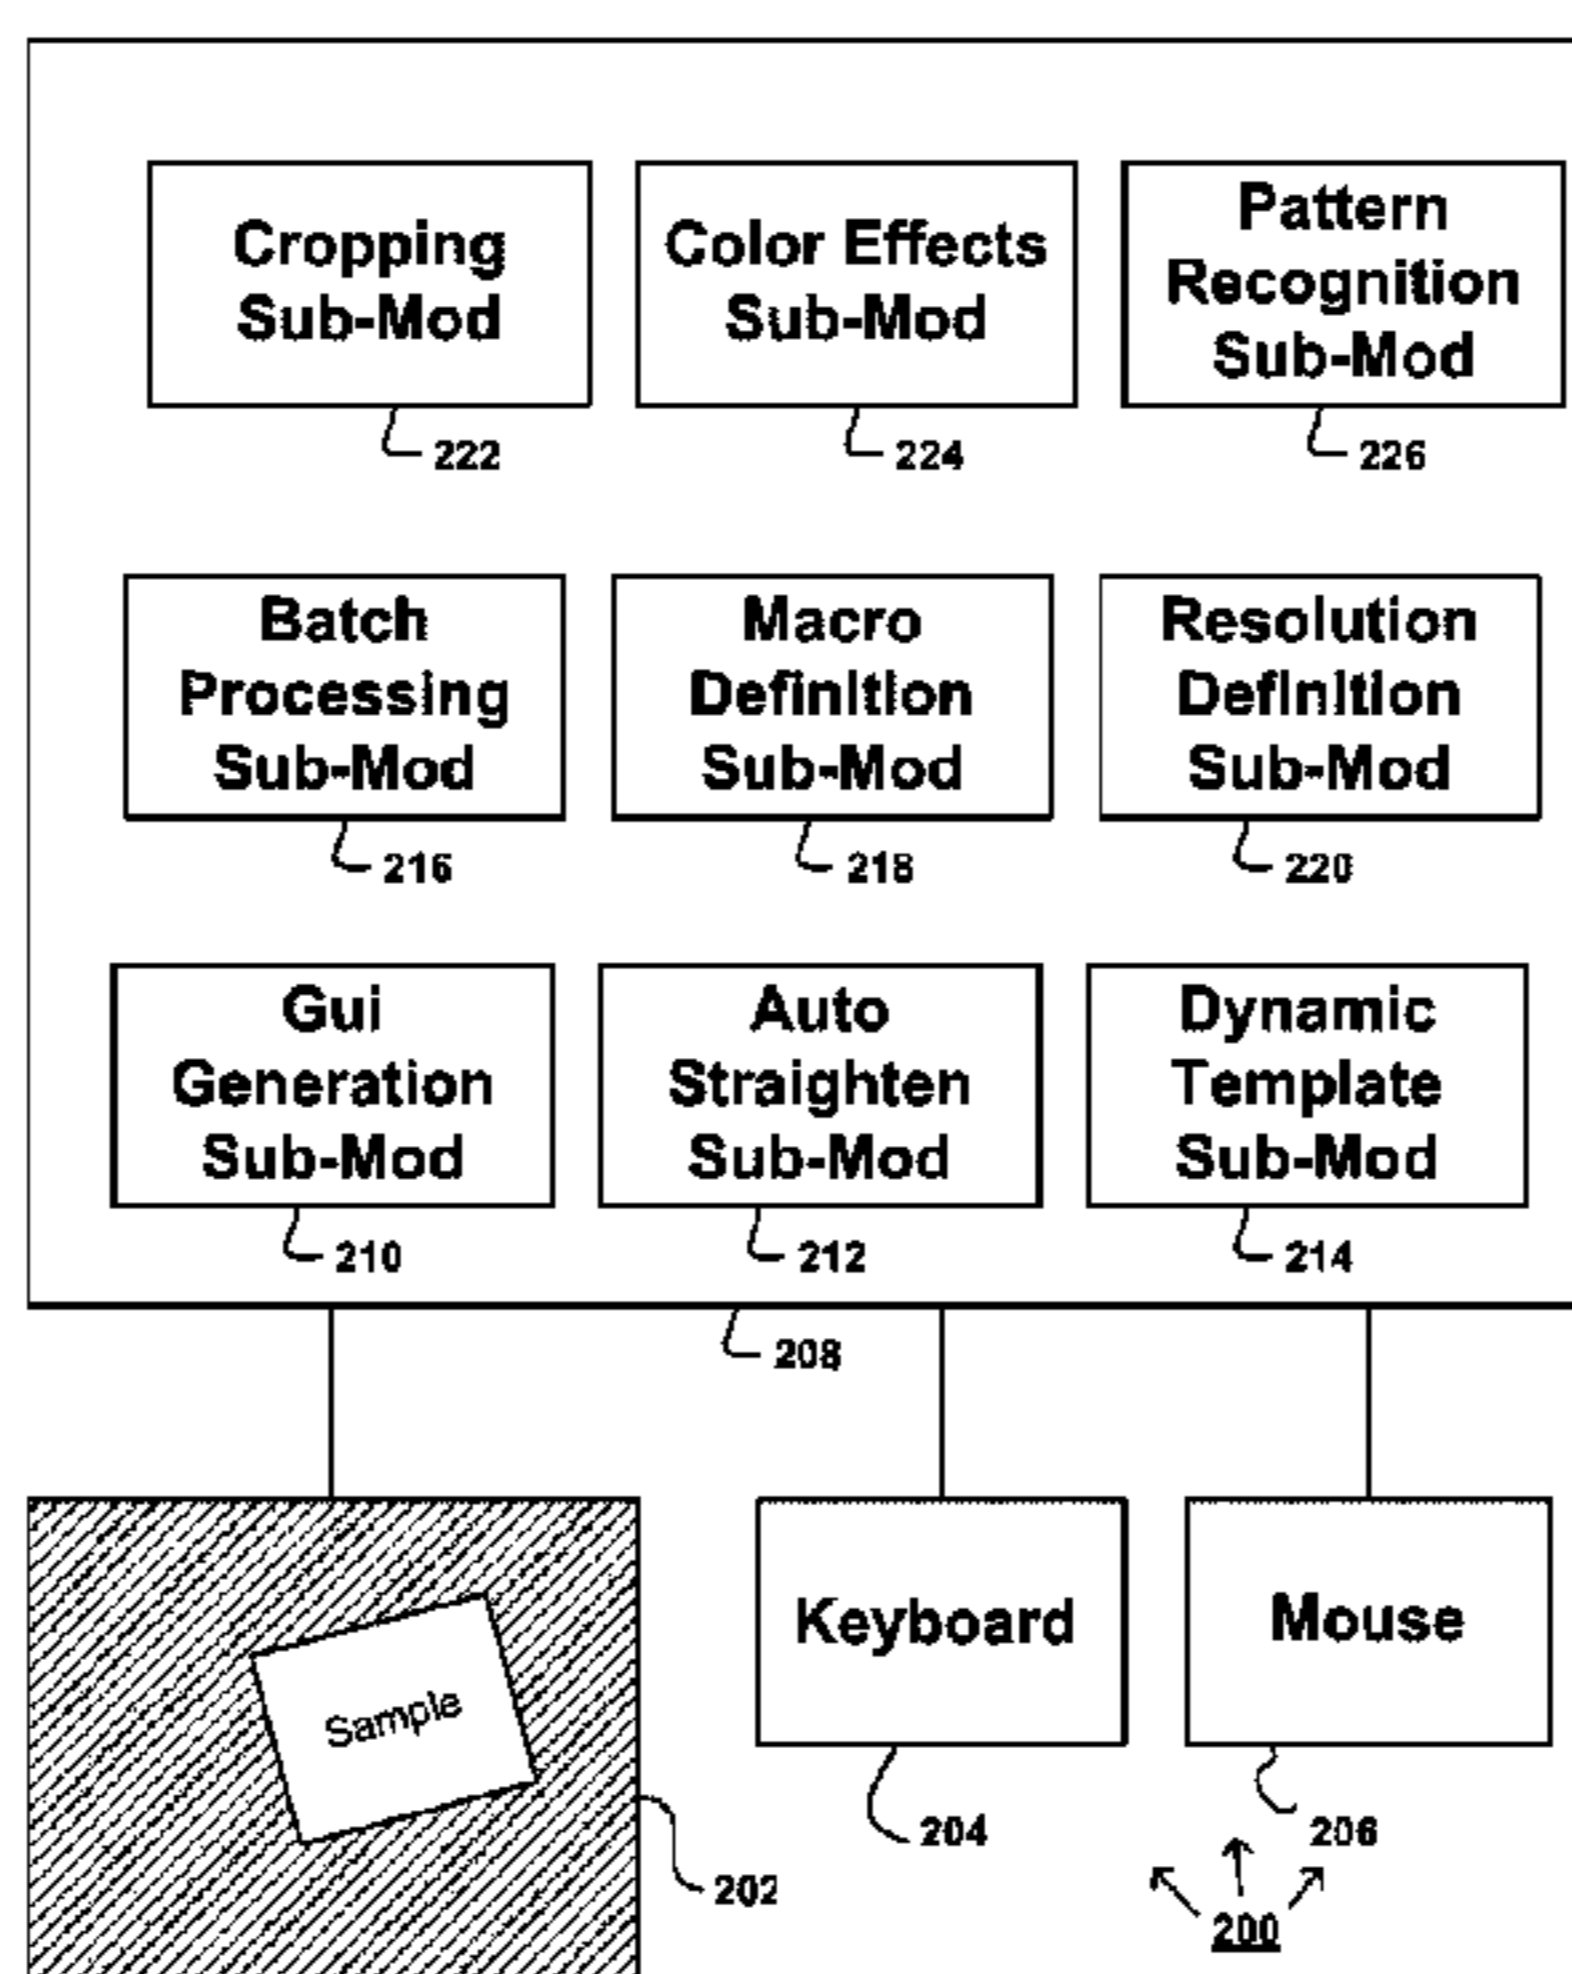 Cropping
Sub-Mod
222
Color Effects
Sub-Mod
224
Pattern
Recognition
Sub-Mod
226
Batch
Processing
Sub-Mod
216
Macro
Definition
Sub-Mod
218
Resolution
Definition
Sub-Mod
220
Gui
Generation
Sub-Mod
210
Auto
Straighten
Sub-Mod
212
Dynamic
Template
Sub-Mod
214
208
Sample
202
Keyboard
204
Mouse
206
200